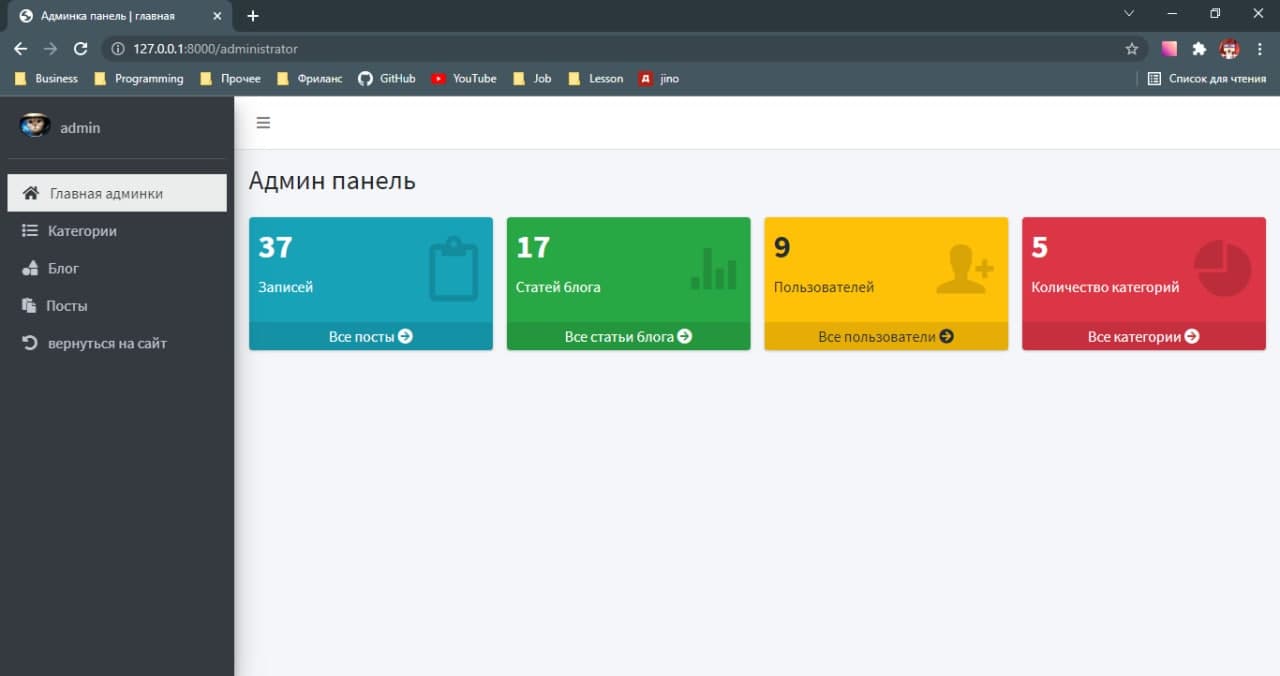 Админка панель | главная
127.0.0.1:8000/administrator
Business Programming Прочее Фриланс GitHub YouTube Job Lesson jino Список для чтения
admin
Главная админки
Категории
Блог
Посты
вернуться на сайт
Админ панель
37
Записей
Все посты
17
Статей блога
Все статьи блога
9
Пользователей
Все пользователи
5
Количество категорий
Все категории